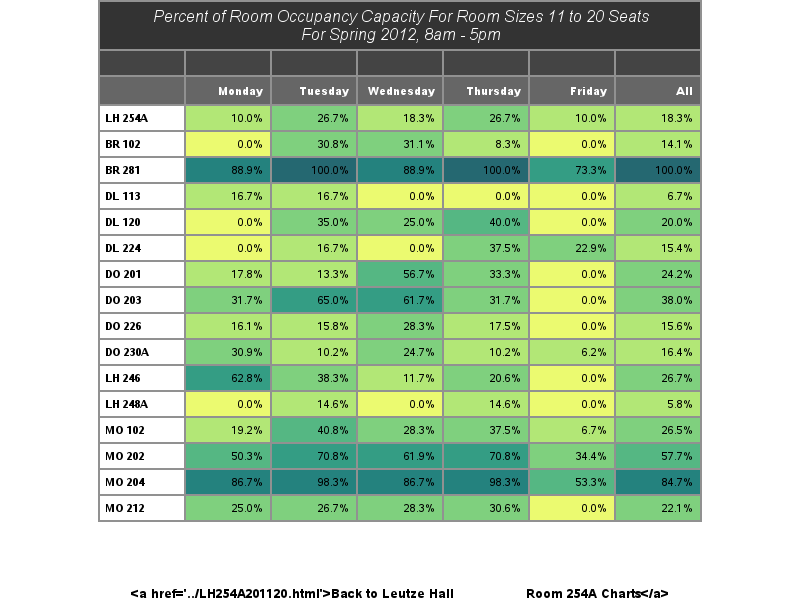 Percent of Room Occupancy Capacity For Room Sizes 11 to 20 Seats
For Spring 2012, 8am - 5pm
Monday Tuesday Wednesday Thursday Friday All
LH 254A 10.0% 26.7% 18.3% 26.7% 10.0% 18.3%
BR 102 0.0% 30.8% 31.1% 8.3% 0.0% 14.1%
BR 281 88.9% 100.0% 88.9% 100.0% 73.3% 100.0%
DL 113 16.7% 16.7% 0.0% 0.0% 0.0% 6.7%
DL 120 0.0% 35.0% 25.0% 40.0% 0.0% 20.0%
DL 224 0.0% 16.7% 0.0% 37.5% 22.9% 15.4%
DO 201 17.8% 13.3% 56.7% 33.3% 0.0% 24.2%
DO 203 31.7% 65.0% 61.7% 31.7% 0.0% 38.0%
DO 226 16.1% 15.8% 28.3% 17.5% 0.0% 15.6%
DO 230A 30.9% 10.2% 24.7% 10.2% 6.2% 16.4%
LH 246 62.8% 38.3% 11.7% 20.6% 0.0% 26.7%
LH 248A 0.0% 14.6% 0.0% 14.6% 0.0% 5.8%
MO 102 19.2% 40.8% 28.3% 37.5% 6.7% 26.5%
MO 202 50.3% 70.8% 61.9% 70.8% 34.4% 57.7%
MO 204 86.7% 98.3% 86.7% 98.3% 53.3% 84.7%
MO 212 25.0% 26.7% 28.3% 30.6% 0.0% 22.1%
<a href='../LH254A201120.html'>Back to Leutze Hall Room 254A Charts</a>